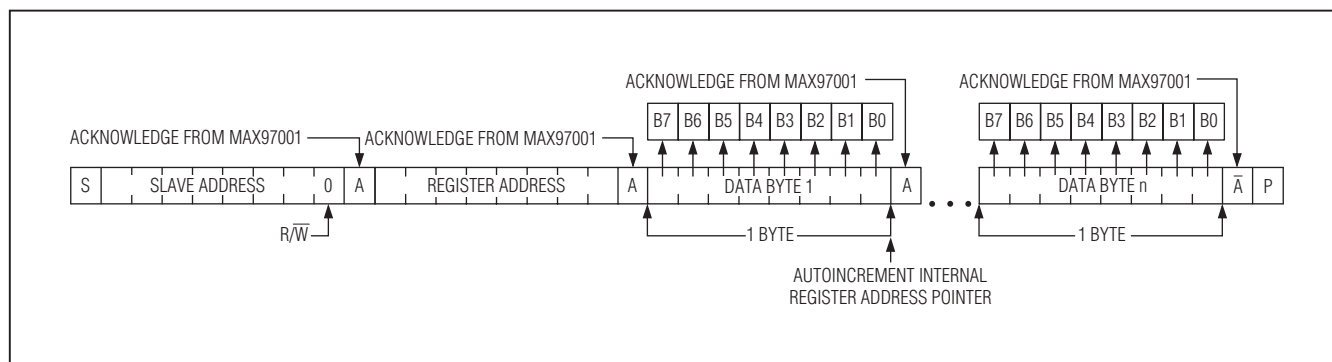 ACKNOWLEDGE FROM MAX97001
ACKNOWLEDGE FROM MAX97001
B7 B6 B5 B4 B3 B2 B1 B0
B7 B6 B5 B4 B3 B2 B1 B0
ACKNOWLEDGE FROM MAX97001
ACKNOWLEDGE FROM MAX97001
S SLAVE ADDRESS 0 A REGISTER ADDRESS A DATA BYTE 1 A • • • DATA BYTE n A̅ P
R/W̅
1 BYTE
1 BYTE
AUTOINCREMENT INTERNAL
REGISTER ADDRESS POINTER